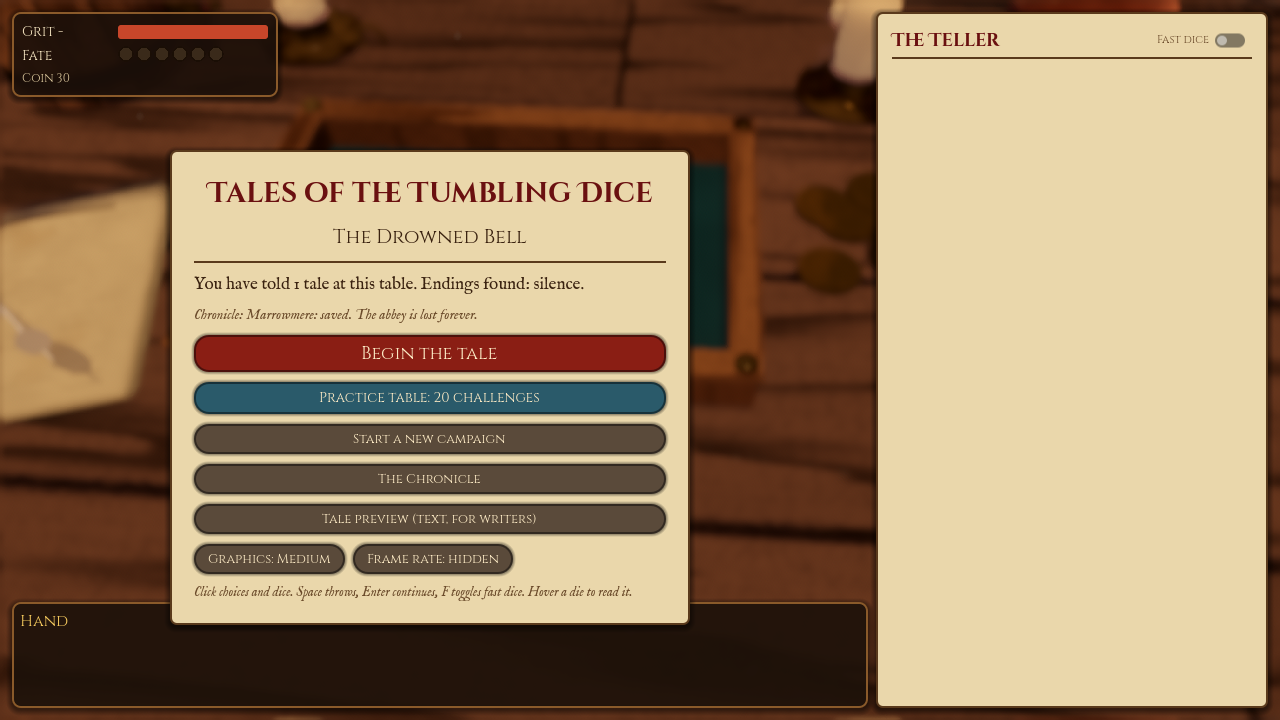 Grit -
Fate
Coin 30
The Teller
Fast dice
Tales of the Tumbling Dice
The Drowned Bell
You have told 1 tale at this table. Endings found: silence.
Chronicle: Marrowmere: saved. The abbey is lost forever.
Begin the tale
Practice table: 20 challenges
Start a new campaign
The Chronicle
Tale preview (text, for writers)
Graphics: Medium
Frame rate: hidden
Click choices and dice. Space throws, Enter continues, F toggles fast dice. Hover a die to read it.
Hand